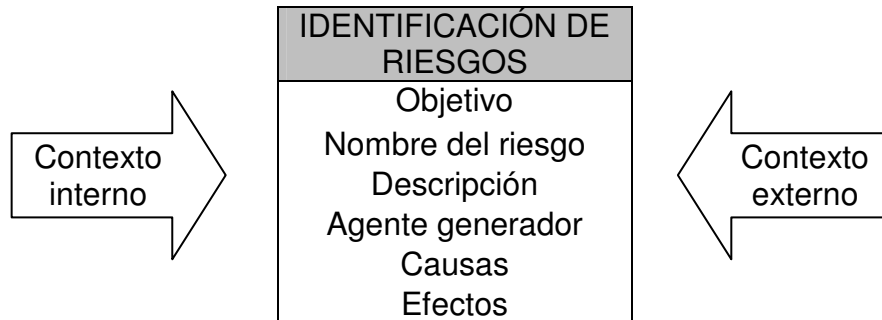 IDENTIFICACIÓN DE
RIESGOS
Objetivo
Nombre del riesgo
Descripción
Agente generador
Causas
Efectos
Contexto
interno
Contexto
externo